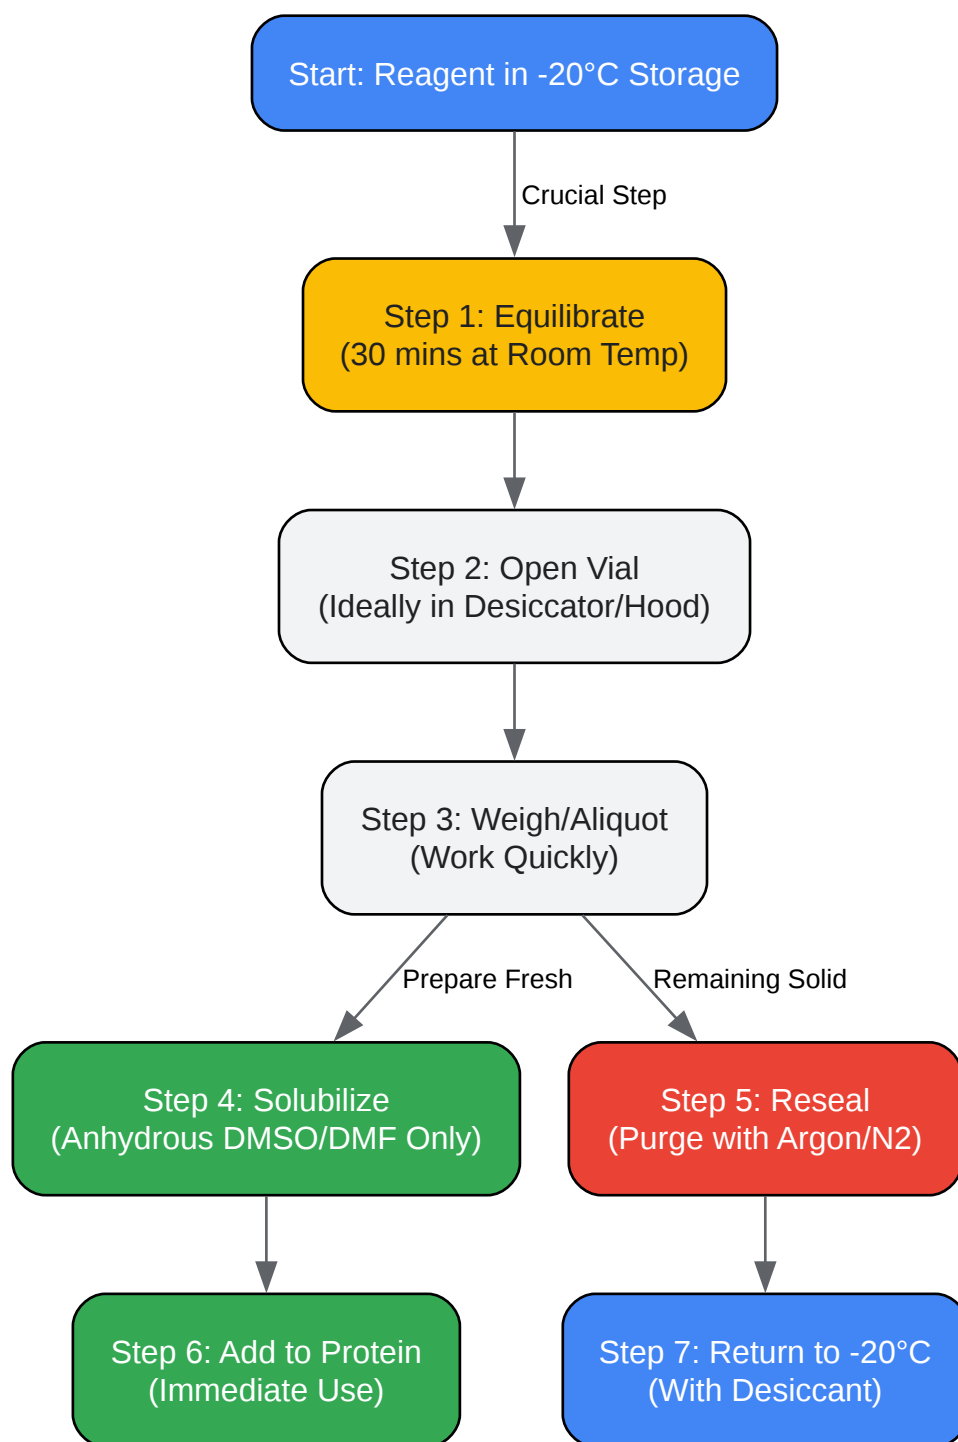 Start: Reagent in -20°C Storage
Crucial Step
Step 1: Equilibrate
(30 mins at Room Temp)
Step 2: Open Vial
(Ideally in Desiccator/Hood)
Step 3: Weigh/Aliquot
(Work Quickly)
Prepare Fresh
Remaining Solid
Step 4: Solubilize
(Anhydrous DMSO/DMF Only)
Step 5: Reseal
(Purge with Argon/N2)
Step 6: Add to Protein
(Immediate Use)
Step 7: Return to -20°C
(With Desiccant)